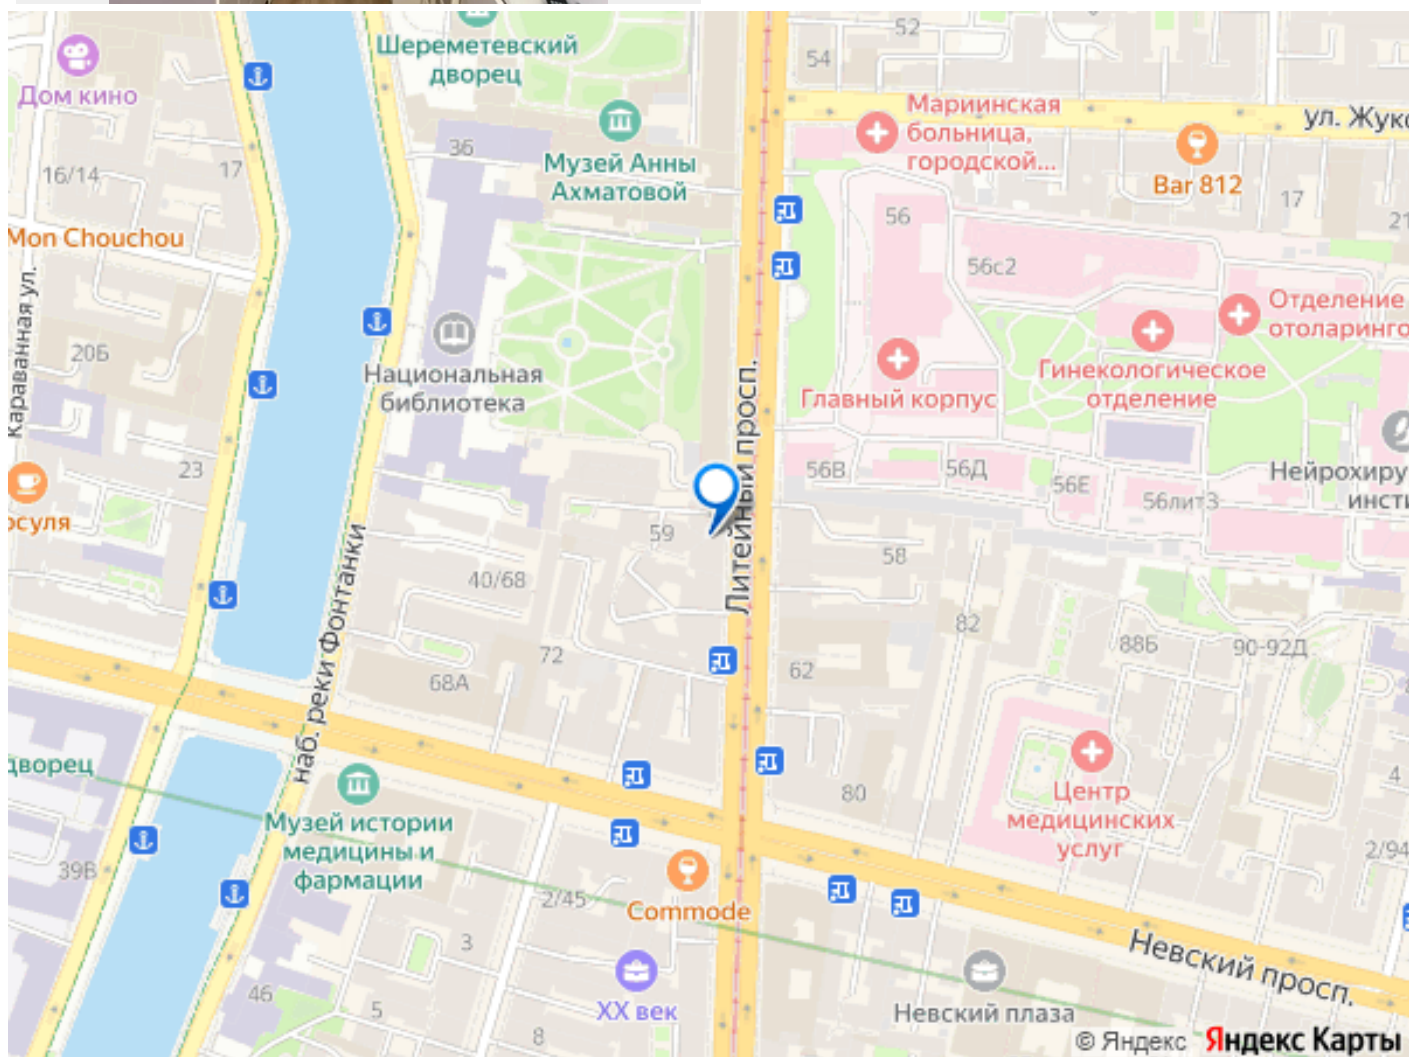 52
54
Шереметевский
дворец
Дом кино
Мариинская
больница,
городской...
ул. Жукс
36
Музей Анны
Ахматовой
16/14
17
Bar 812
17
21
56
Mon Chouchou
56с2
Отделение
отоларинго
Караванная ул.
20Б
Национальная
библиотека
Гинекологическое
отделение
Главный корпус
23
56В
56Д
56Е
56литЗ
Нейрохиру
инсти
осуля
59
Литейный просп.
58
наб. реки Фонтанки
40/68
82
88Б
90-92Д
72
68А
62
дворец
80
Центр
медицинских
услуг
4
Музей истории
медицины и
фармации
39В
2/94
2/45
Commode
3
Невский просп.
46
5
XX век
Невский плаза
8
© Яндекс Яндекс Карты